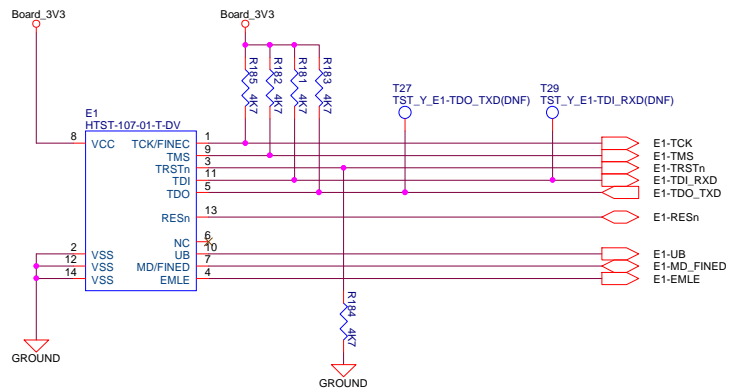 Board_3V3
Board_3V3
R185 4K7
R182 4K7
R181 4K7
R183 4K7
T27
TST_Y_E1-TDO_TXD(DNF)
T29
TST_Y_E1-TDI_RXD(DNF)
E1
HTST-107-01-T-DV
8 VCC TCK/FINEC 1 E1-TCK
TMS 9 E1-TMS
TRSTn 3 E1-TRSTn
TDI 11 E1-TDI_RXD
TDO 5 E1-TDO_TXD
RESn 13 E1-RESn
NC 6
2 VSS UB 10 E1-UB
12 VSS MD/FINED 7 E1-MD_FINED
14 VSS EMLE 4 E1-EMLE
R184 4K7
GROUND
GROUND